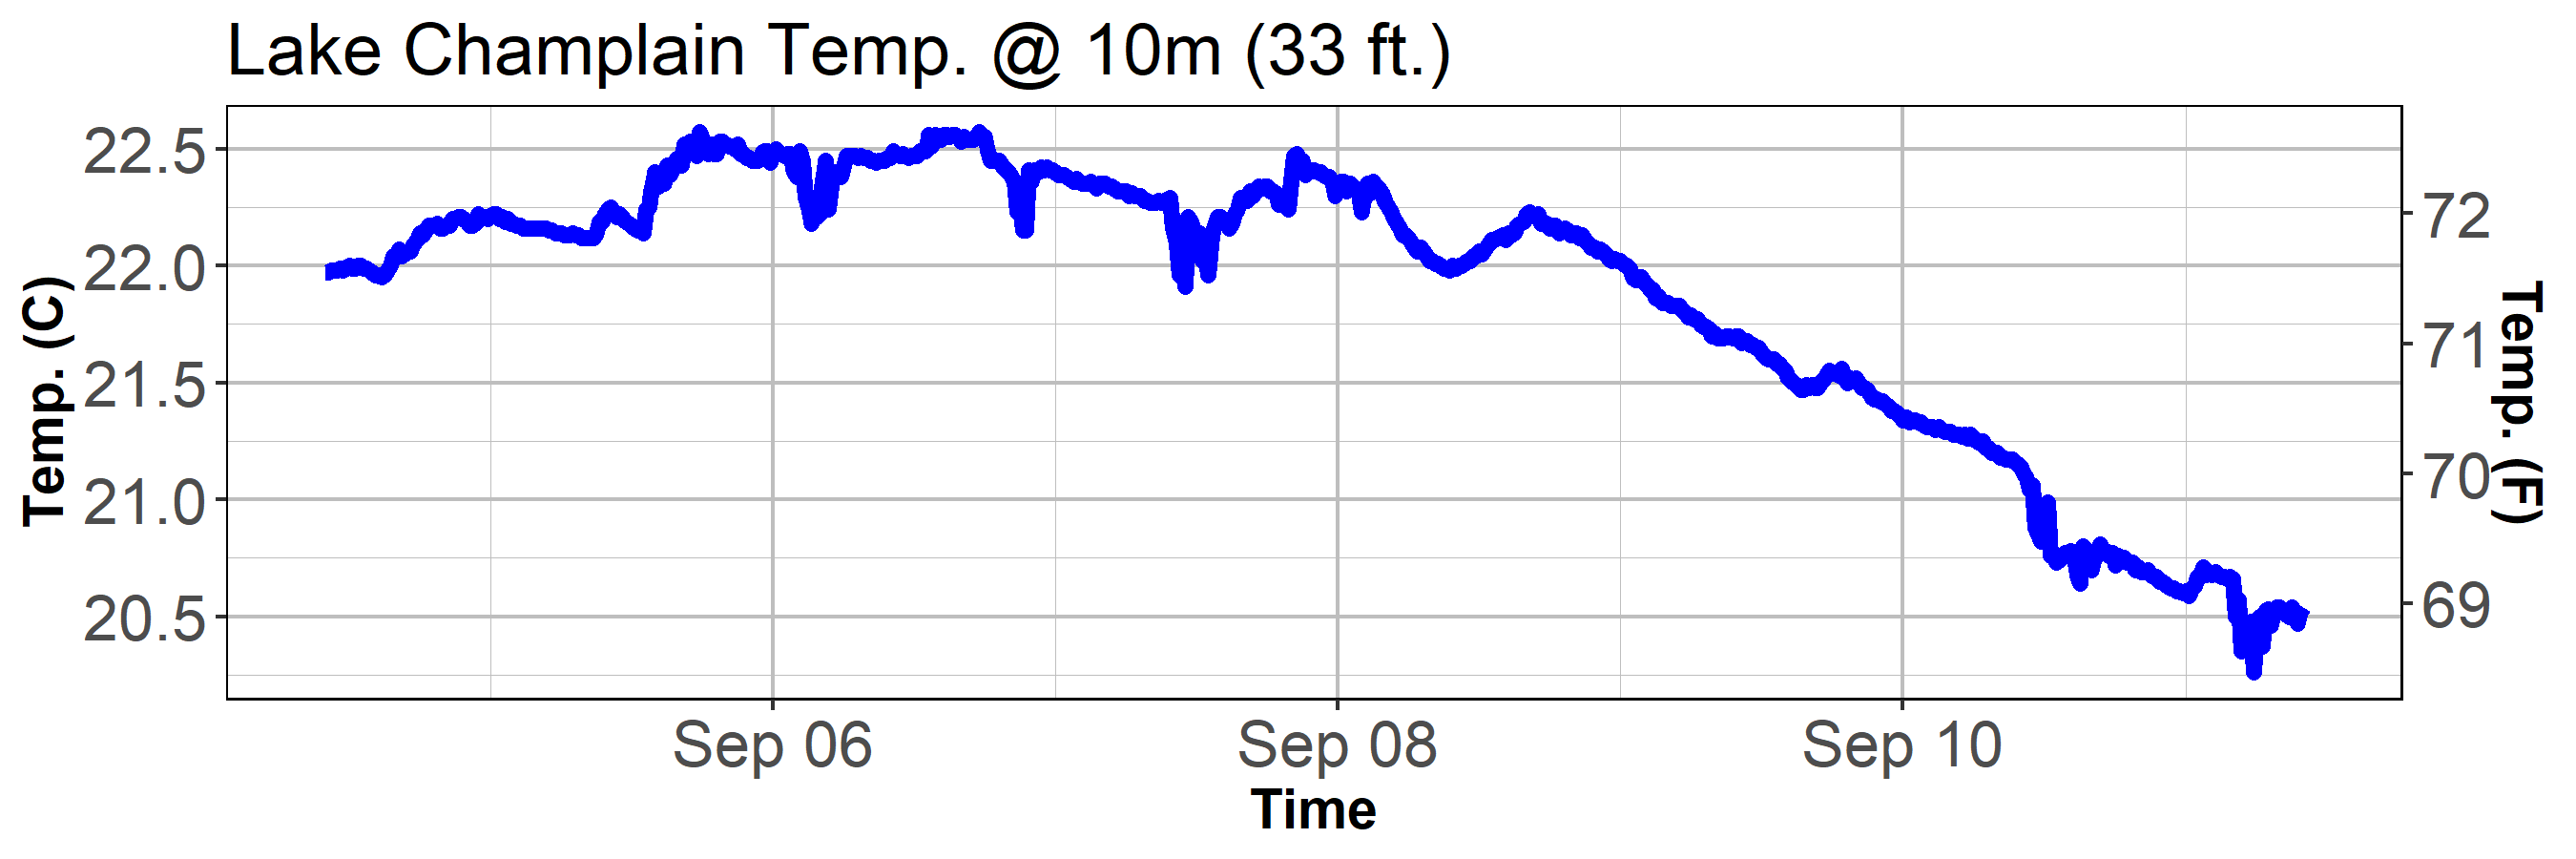 Lake Champlain Temp. @ 10m (33 ft.)
Temp. (C)
22.5
22.0
21.5
21.0
20.5
72
71
70
69
Temp. (F)
Sep 06
Sep 08
Sep 10
Time